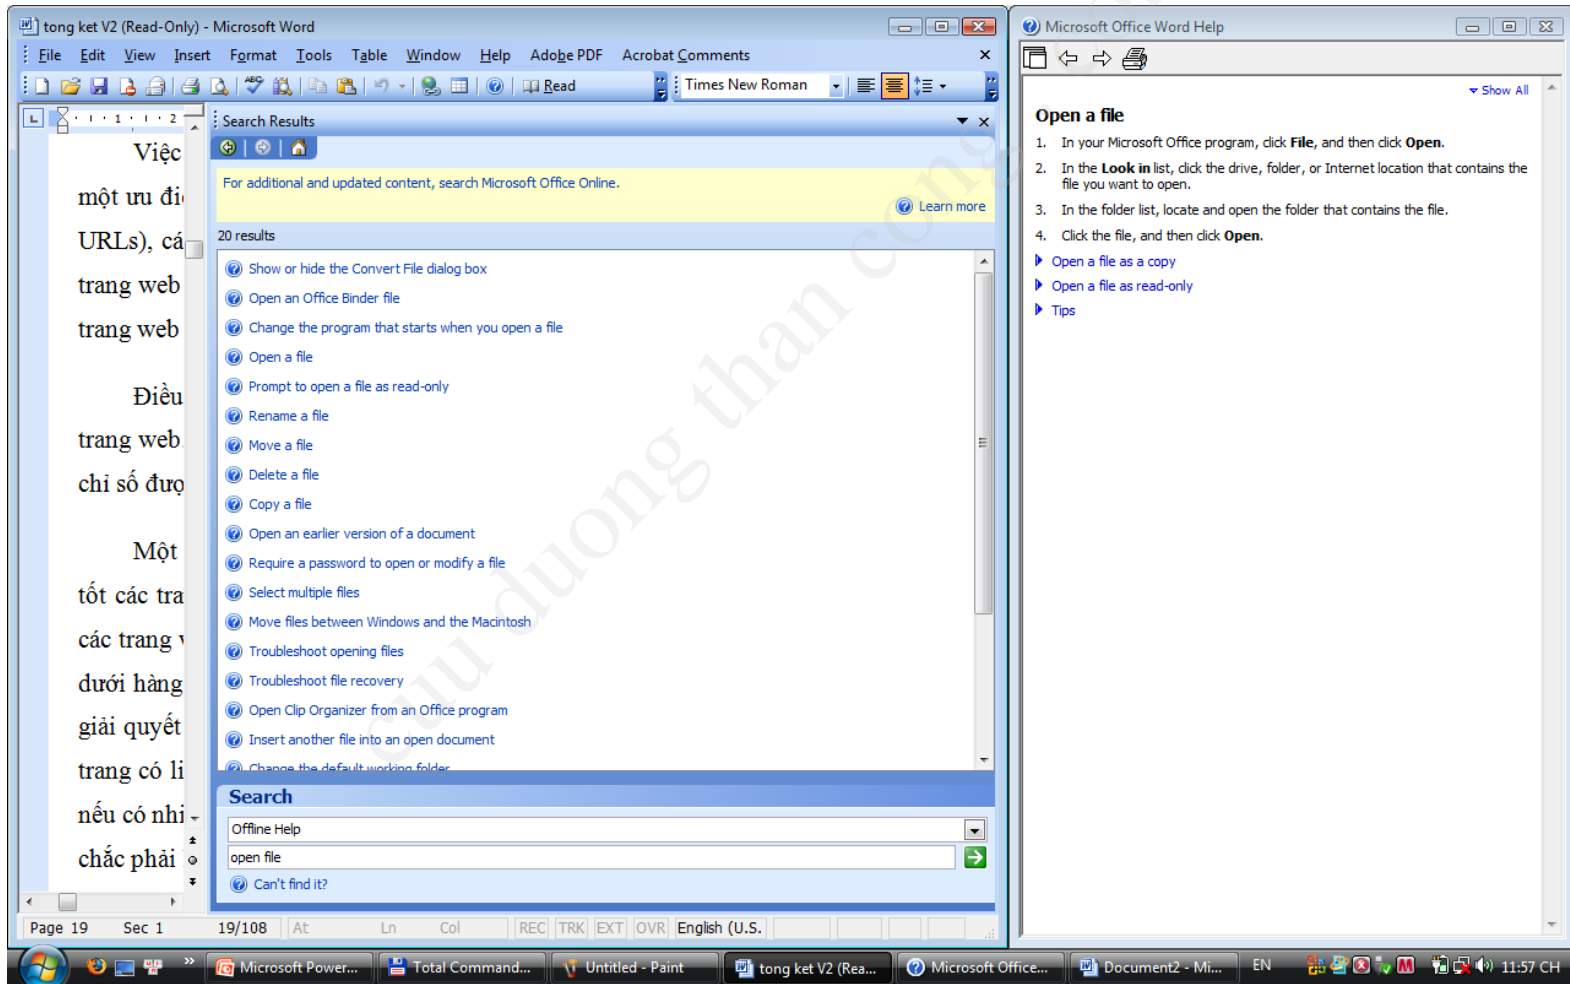 tong ket V2 (Read-Only) - Microsoft Word
File Edit View Insert Format Tools Table Window Help Adobe PDF Acrobat Comments
Read Times New Roman
1 2
Việc
một ưu
URLs),
trang web
trang web
Điều
trang web.
chỉ số
Một
tốt các
các trang
dưới hàng
giải quyết
trang có
nếu có
chắc phải
Search Results
For additional and updated content, search Microsoft Office Online.
Learn more
20 results
Show or hide the Convert File dialog box
Open an Office Binder file
Change the program that starts when you open a file
Open a file
Prompt to open a file as read-only
Rename a file
Move a file
Delete a file
Copy a file
Open an earlier version of a document
Require a password to open or modify a file
Select multiple files
Move files between Windows and the Macintosh
Troubleshoot opening files
Troubleshoot file recovery
Open Clip Organizer from an Office program
Insert another file into an open document
Change the default working folder
Search
Offline Help
open file
Can't find it?
Page 19 Sec 1 19/108 At Ln Col REC TRK EXT OVR English (U.S.
Microsoft Office Word Help
Show All
Open a file
1. In your Microsoft Office program, click File, and then click Open.
2. In the Look in list, click the drive, folder, or Internet location that contains the
file you want to open.
3. In the folder list, locate and open the folder that contains the file.
4. Click the file, and then click Open.
Open a file as a copy
Open a file as read-only
Tips
cuu duong than cong
Microsoft Power... Total Command... Untitled - Paint tong ket V2 (Rea... Microsoft Office... Document2 - Mi... EN 11:57 CH